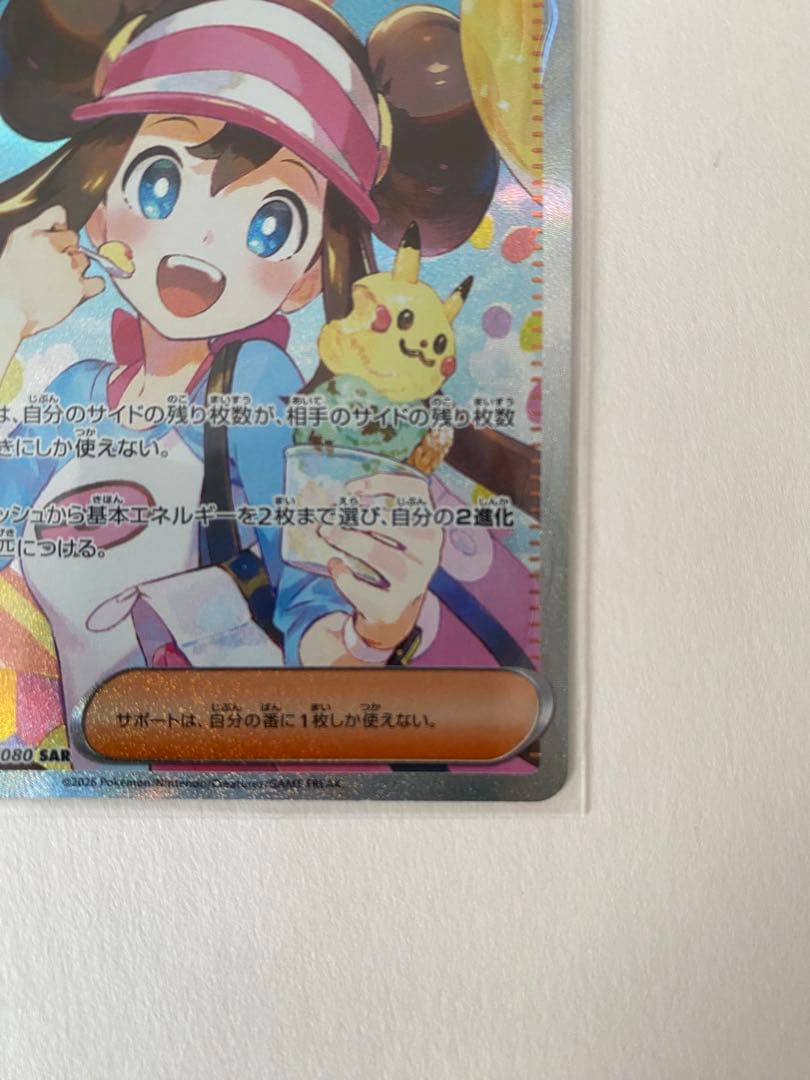 は、自分のサイドの残り枚数が、相手のサイドの残り枚数
きにしか使えない。
ッシュから基本エネルギーを2枚まで選び、自分の2進化
につける。
サポートは、自分の番に1枚しか使えない。
080 SAR
©2026 Pokémon/Nintendo/Creatures/GAME FREAK.